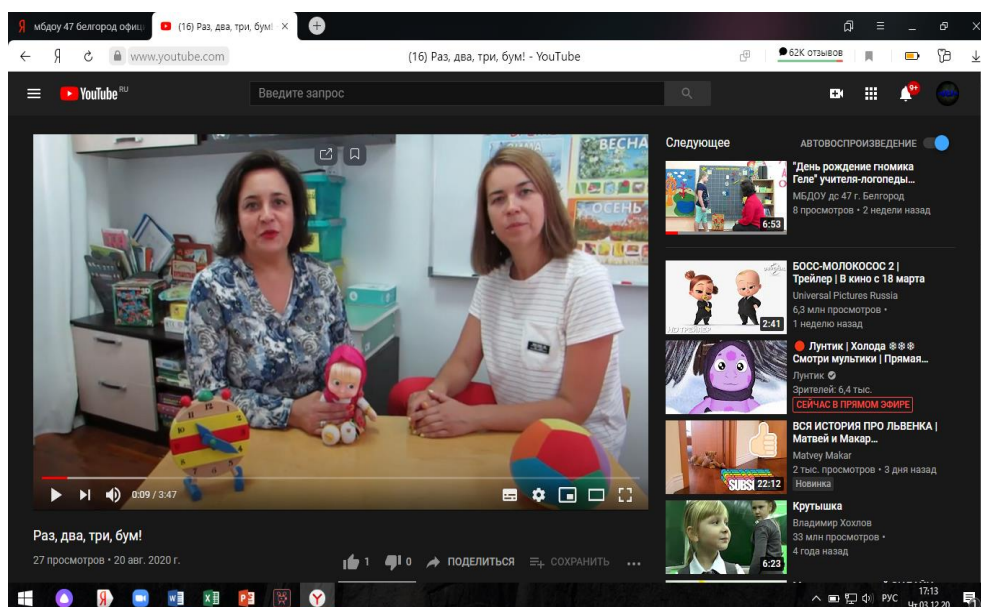 мбдоу 47 белгород офиц
(16) Раз, два, три, бум!
www.youtube.com
(16) Раз, два, три, бум! - YouTube
62K отзывов
YouTube RU
Введите запрос
9+
ВЕСНА
ОСЕНЬ
0:09 / 3:47
Раз, два, три, бум!
27 просмотров • 20 авг. 2020 г.
1
0
ПОДЕЛИТЬСЯ
СОХРАНИТЬ
Следующее
АВТОВОСПРОИЗВЕДЕНИЕ
"День рождение гномика
Геле" учителя-логопеды...
МБДОУ дс 47 г. Белгород
8 просмотров • 2 недели назад
6:53
БОСС-МОЛОКОСОС 2 |
Трейлер | В кино с 18 марта
Universal Pictures Russia
6,3 млн просмотров •
1 неделю назад
2:41
Лунтик | Холода ❄❄❄
Смотри мультики | Прямая...
Лунтик
Зрителей: 6,4 тыс.
СЕЙЧАС В ПРЯМОМ ЭФИРЕ
ВСЯ ИСТОРИЯ ПРО ЛЬВЕНКА |
Матвей и Макар...
Matvey Makar
2 тыс. просмотров • 3 дня назад
Новинка
SUBS
22:12
Крутышка
Владимир Хохлов
33 млн просмотров •
4 года назад
6:23
РУС
17:13
Чт 03.12.20